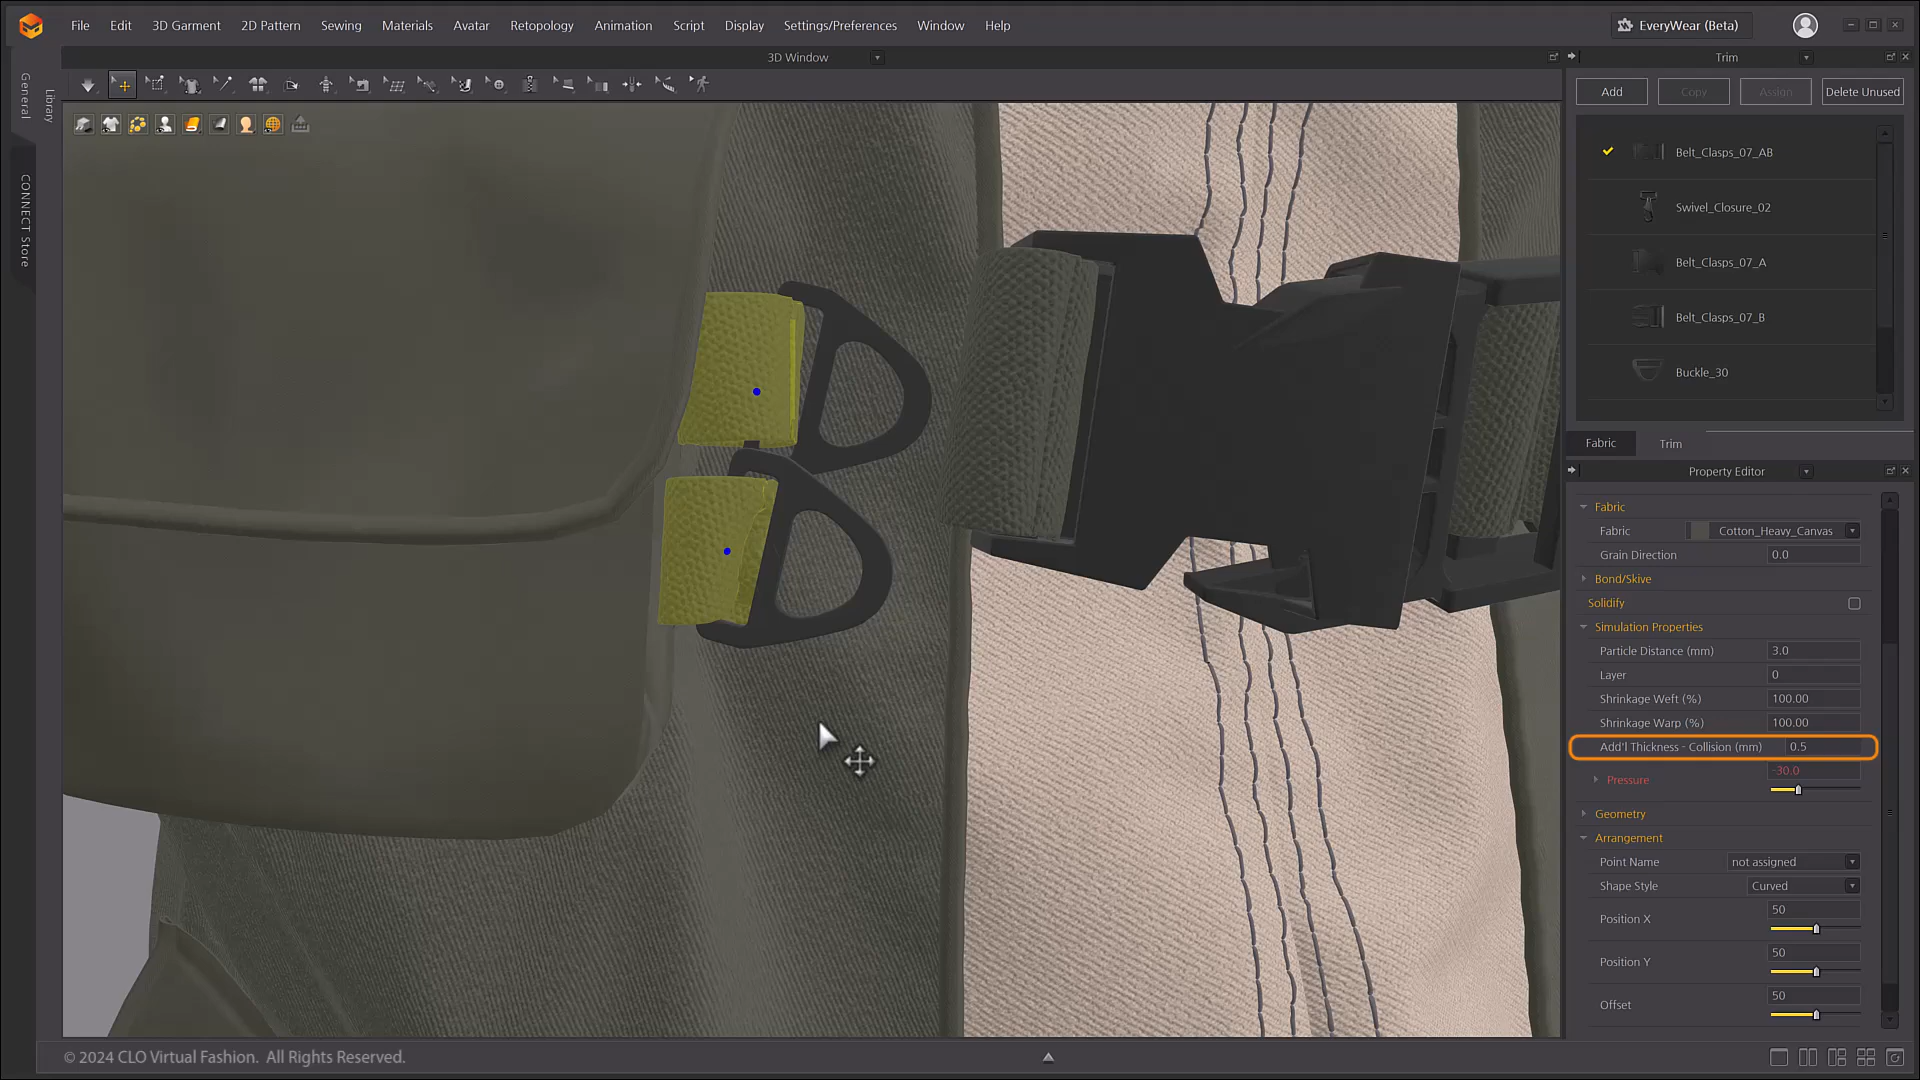 File Edit 3D Garment 2D Pattern Sewing Materials Avatar Retopology Animation Script Display Settings/Preferences Window Help
EveryWear (Beta)
3D Window
Trim
General
Library
CONNECT Store
Add Copy Assign Delete Unused
Belt_Clasps_07_AB
Swivel_Closure_02
Belt_Clasps_07_A
Belt_Clasps_07_B
Buckle_30
Fabric Trim
Property Editor
Fabric
Fabric Cotton_Heavy_Canvas
Grain Direction 0.0
Bond/Skive
Solidify
Simulation Properties
Particle Distance (mm) 3.0
Layer 0
Shrinkage Weft (%) 100.00
Shrinkage Warp (%) 100.00
Add'l Thickness - Collision (mm) 0.5
Pressure -30.0
Geometry
Arrangement
Point Name not assigned
Shape Style Curved
Position X 50
Position Y 50
Offset 50
© 2024 CLO Virtual Fashion. All Rights Reserved.